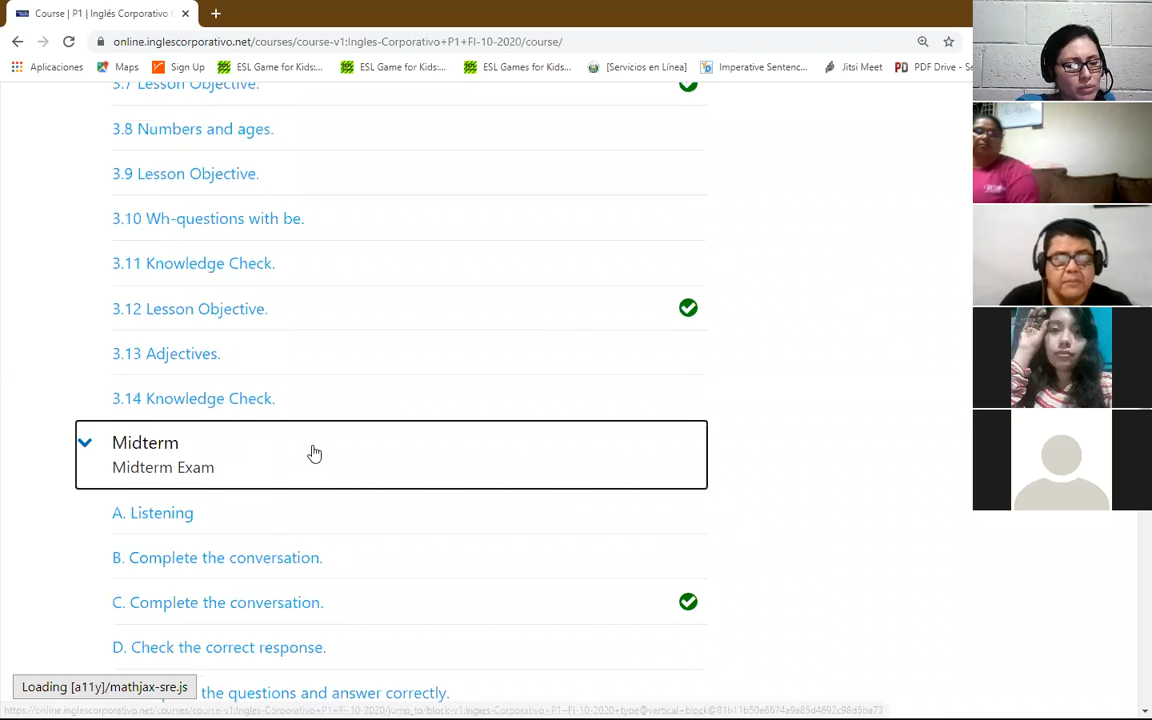 Course | P1 | Inglés Corporativo
online.inglescorporativo.net/courses/course-v1:Ingles-Corporativo+P1+FI-10-2020/course/
Aplicaciones Maps Sign Up ESL Game for Kids:... ESL Game for Kids:... ESL Games for Kids:... [Servicios en Línea] Imperative Sentenc... Jitsi Meet PDF Drive - Se
3.7 Lesson Objective.
3.8 Numbers and ages.
3.9 Lesson Objective.
3.10 Wh-questions with be.
3.11 Knowledge Check.
3.12 Lesson Objective.
3.13 Adjectives.
3.14 Knowledge Check.
Midterm
Midterm Exam
A. Listening
B. Complete the conversation.
C. Complete the conversation.
D. Check the correct response.
the questions and answer correctly.
Loading [a11y]/mathjax-sre.js